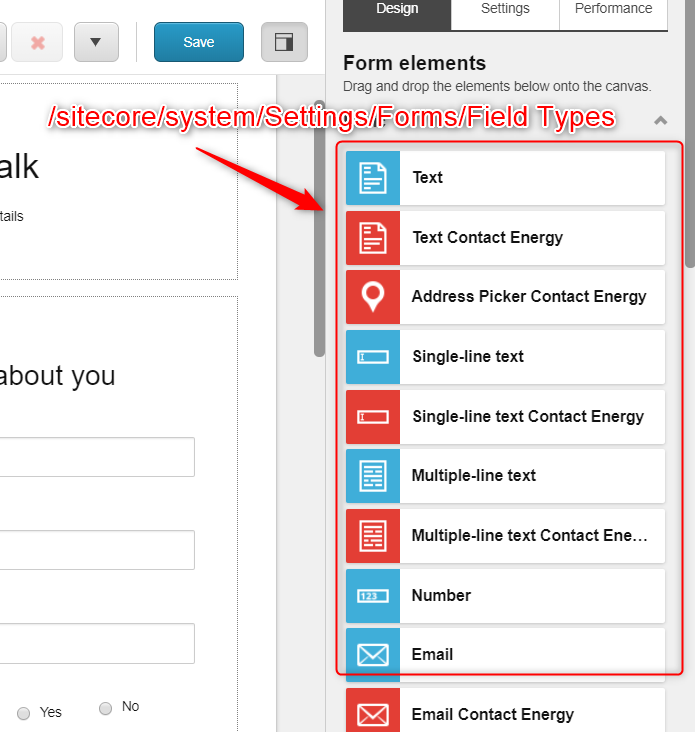 Design
Settings
Performance
Save
Form elements
Drag and drop the elements below onto the canvas.
/sitecore/system/Settings/Forms/Field Types
alk
tails
Text
Text Contact Energy
Address Picker Contact Energy
Single-line text
about you
Single-line text Contact Energy
Multiple-line text
Multiple-line text Contact Ene...
123
Number
Email
Yes
No
Email Contact Energy